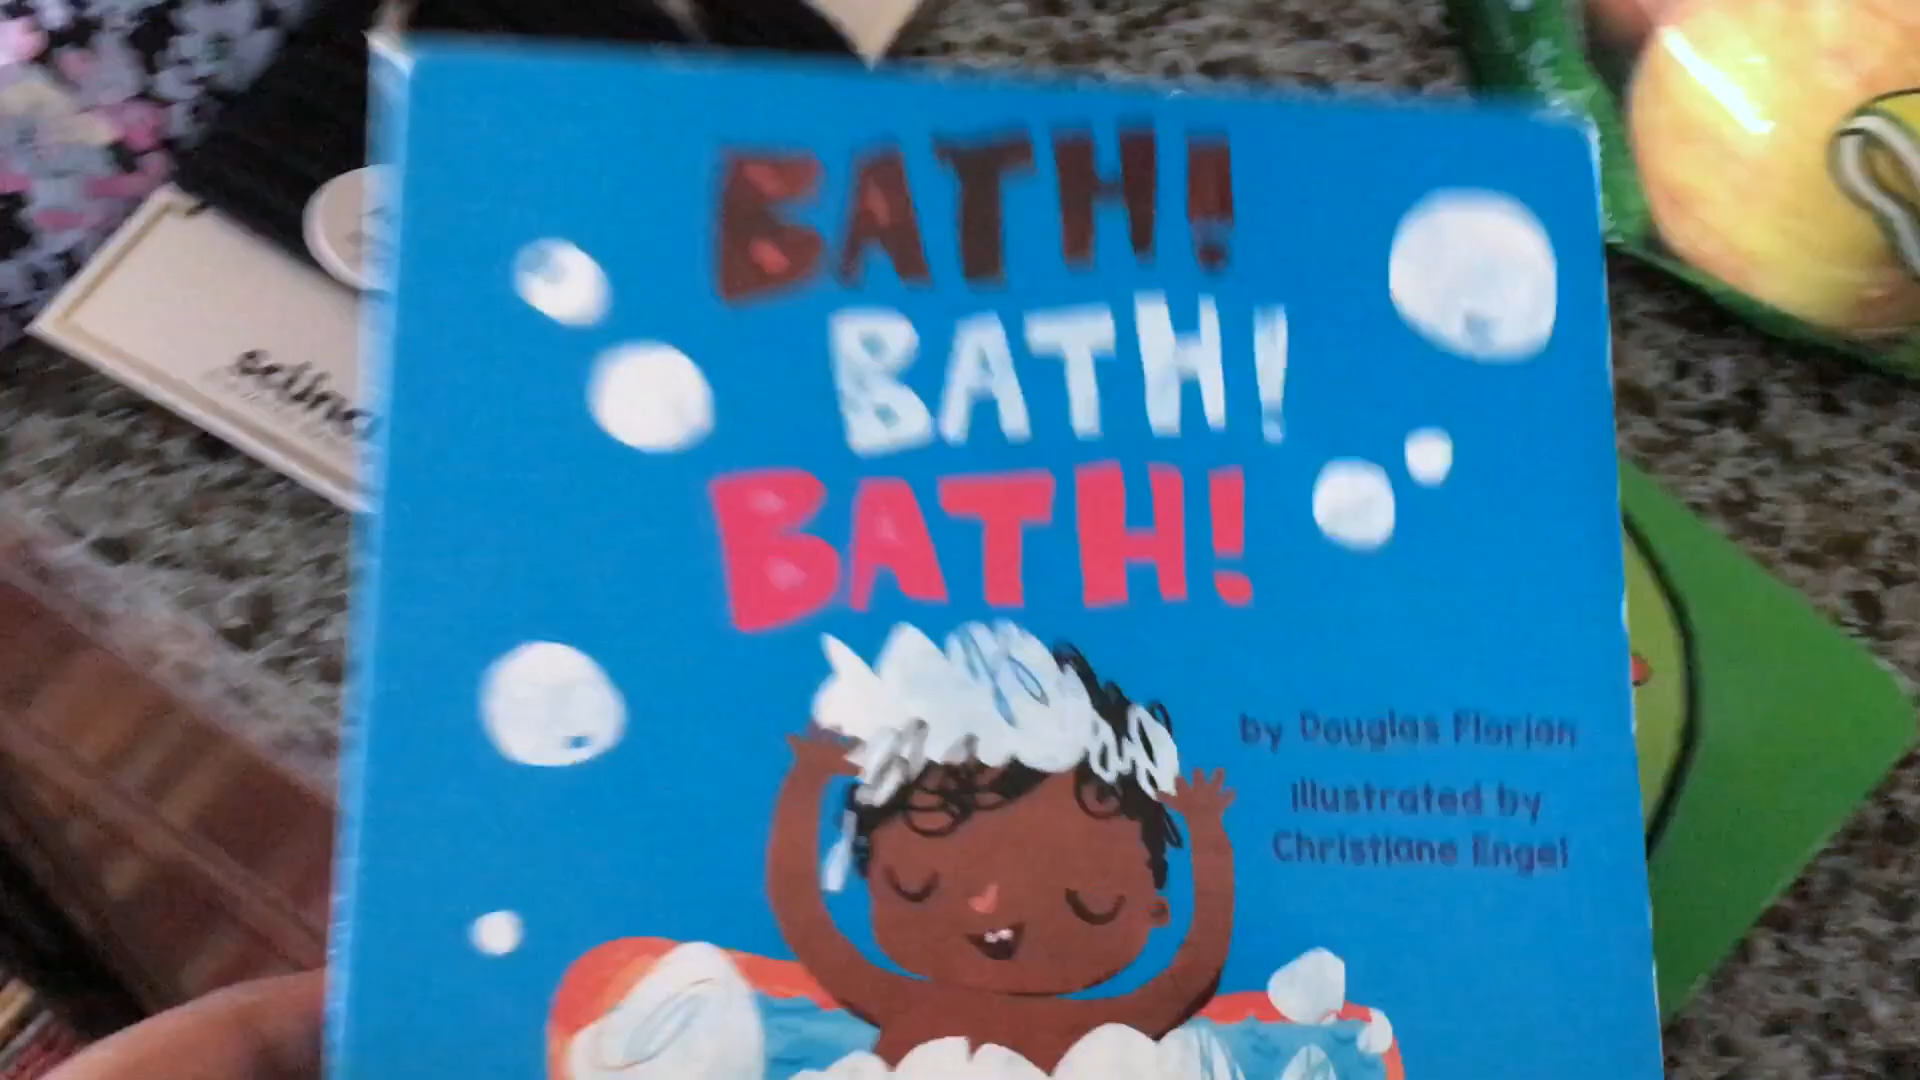 BATH!
BATH!
BATH!
by Douglas Florian
Illustrated by
Christiane Engel